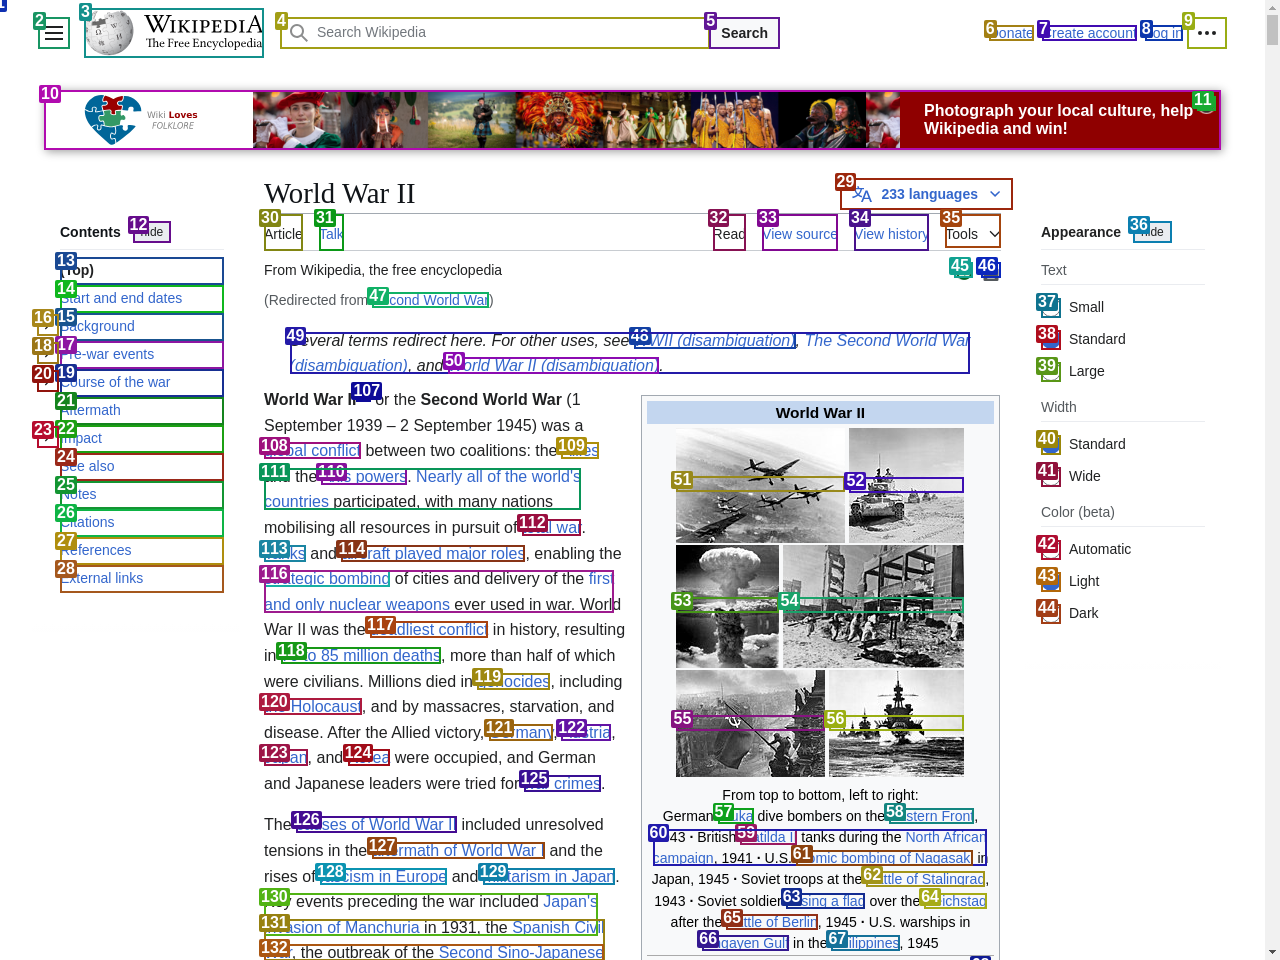 WIKIPEDIA
The Free Encyclopedia
Search Wikipedia
Search
Donate
Create account
Log in
Wiki Loves
FOLKLORE
Photograph your local culture, help
Wikipedia and win!
World War II
233 languages
Article
Talk
Read
View source
View history
Tools
Contents
hide
(Top)
Start and end dates
Background
Pre-war events
Course of the war
Aftermath
Impact
See also
Notes
Citations
References
External links
From Wikipedia, the free encyclopedia
(Redirected from Second World War)
Several terms redirect here. For other uses, see WWII (disambiguation), The Second World War
(disambiguation), and World War II (disambiguation).
World War II or the Second World War (1
September 1939 – 2 September 1945) was a
global conflict between two coalitions: the Allies
and the Axis powers. Nearly all of the world's
countries participated, with many nations
mobilising all resources in pursuit of total war.
Tanks and aircraft played major roles, enabling the
strategic bombing of cities and delivery of the first
and only nuclear weapons ever used in war. World
War II was the deadliest conflict in history, resulting
in 70 to 85 million deaths, more than half of which
were civilians. Millions died in genocides, including
the Holocaust, and by massacres, starvation, and
disease. After the Allied victory, Germany, Austria,
Japan, and Korea were occupied, and German
and Japanese leaders were tried for war crimes.
The causes of World War II included unresolved
tensions in the aftermath of World War I and the
rises of fascism in Europe and militarism in Japan.
Key events preceding the war included Japan's
invasion of Manchuria in 1931, the Spanish Civil
War, the outbreak of the Second Sino-Japanese
World War II
From top to bottom, left to right:
German Stuka dive bombers on the Eastern Front,
1943 · British Matilda II tanks during the North African
campaign, 1941 · U.S. atomic bombing of Nagasaki in
Japan, 1945 · Soviet troops at the Battle of Stalingrad,
1943 · Soviet soldier raising a flag over the Reichstag
after the Battle of Berlin, 1945 · U.S. warships in
Lingayen Gulf in the Philippines, 1945
Appearance
hide
Text
Small
Standard
Large
Width
Standard
Wide
Color (beta)
Automatic
Light
Dark